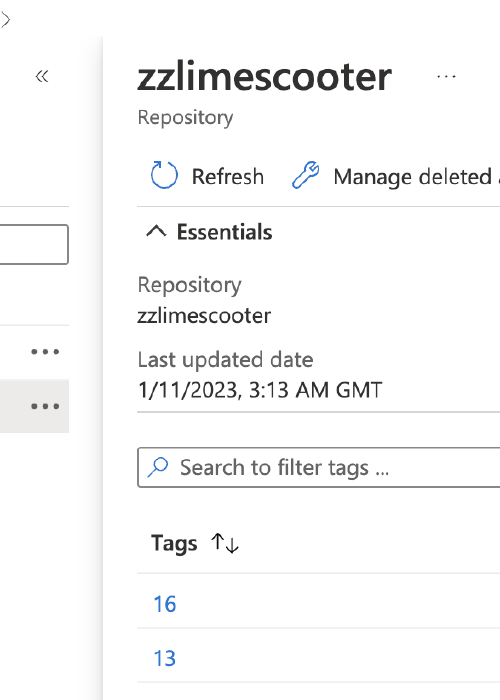 zzlimescooter ...
Repository
Refresh Manage deleted
Essentials
Repository
zzlimescooter
Last updated date
1/11/2023, 3:13 AM GMT
Search to filter tags ...
Tags
16
13